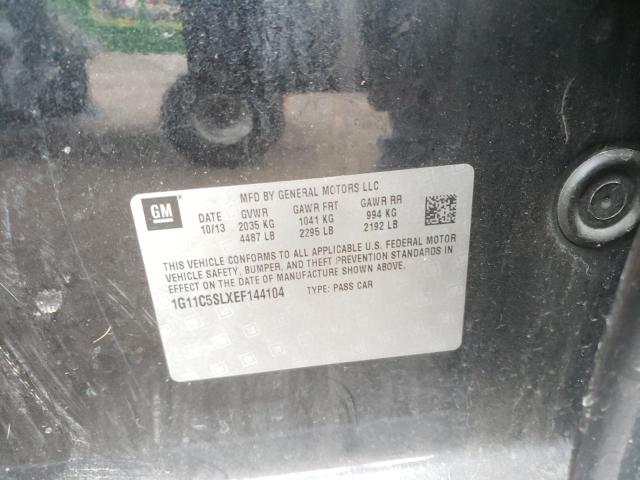 MFD BY GENERAL MOTORS LLC
GM DATE GVWR GAWR FRT GAWR RR
10/13 2035 KG 1041 KG 994 KG
4487 LB 2295 LB 2192 LB
THIS VEHICLE CONFORMS TO ALL APPLICABLE U.S. FEDERAL MOTOR
VEHICLE SAFETY, BUMPER, AND THEFT PREVENTION STANDARDS IN
EFFECT ON THE DATE OF MANUFACTURE SHOWN ABOVE.
1G11C5SLXEF144104 TYPE: PASS CAR